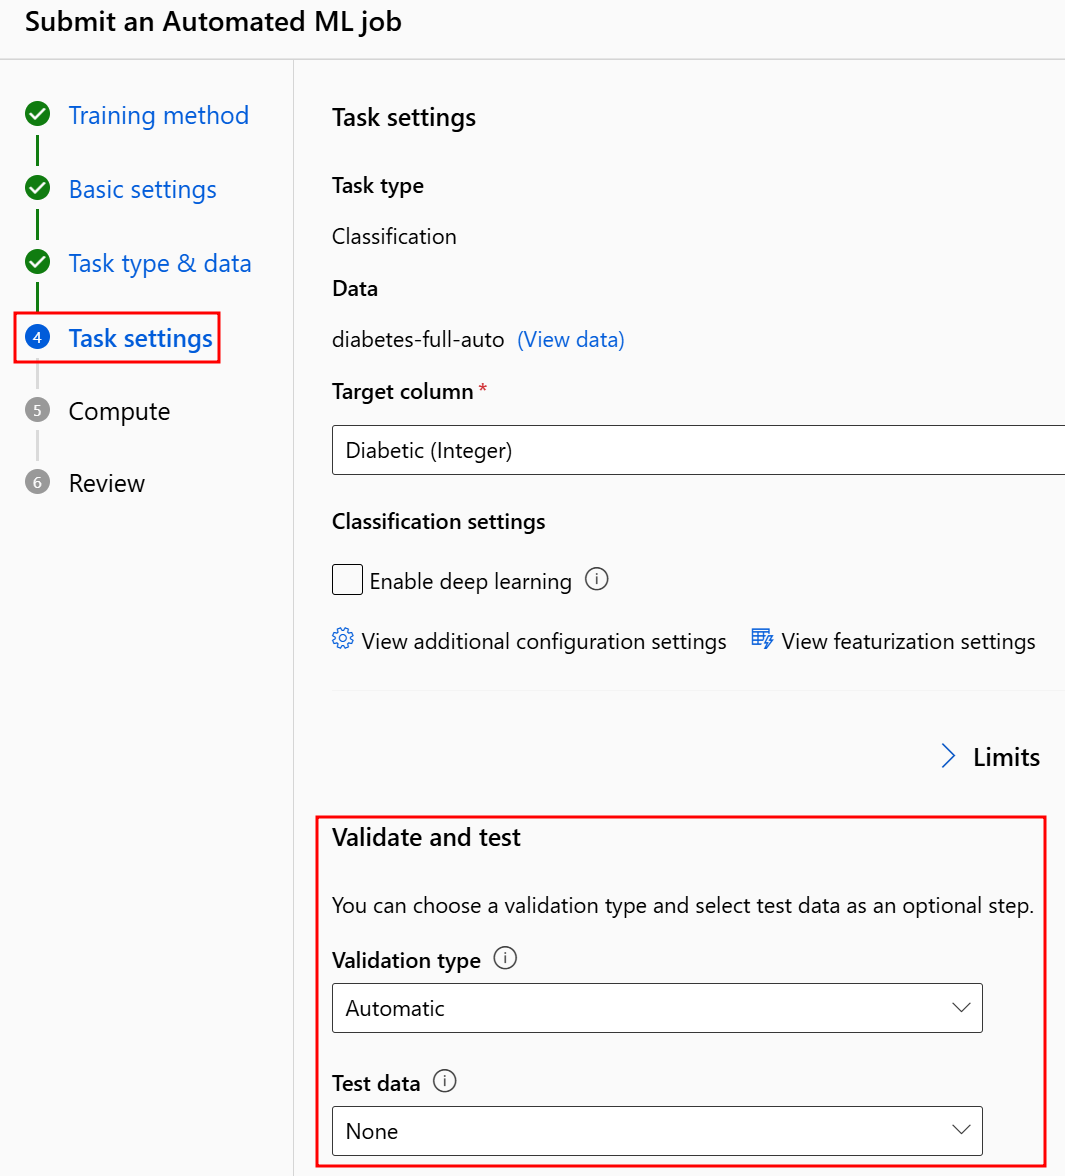 Submit an Automated ML job
Training method
Basic settings
Task type & data
4 Task settings
5 Compute
6 Review
Task settings
Task type
Classification
Data
diabetes-full-auto (View data)
Target column *
Diabetic (Integer)
Classification settings
Enable deep learning
View additional configuration settings View featurization settings
Limits
Validate and test
You can choose a validation type and select test data as an optional step.
Validation type
Automatic
Test data
None